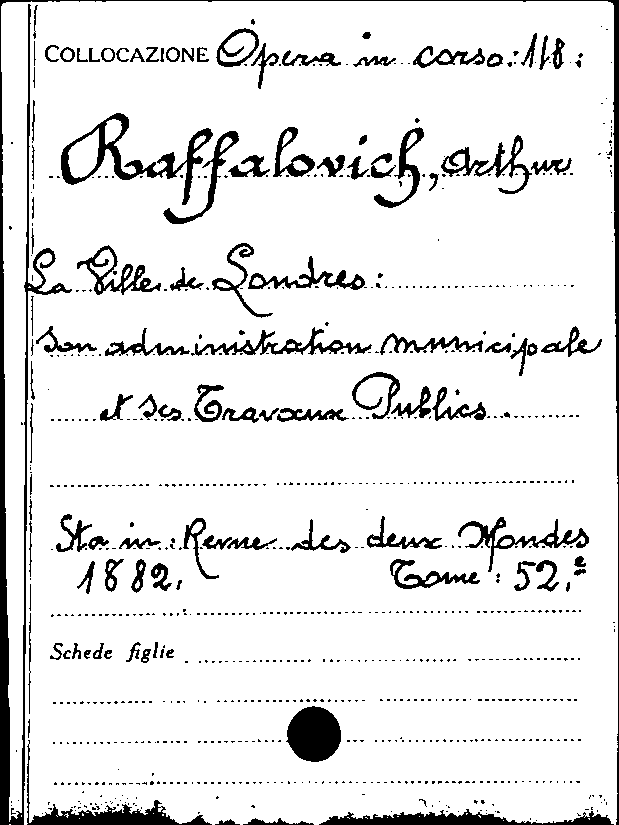 COLLOCAZIONE Opera in corso: 118:
Raffalovich, Arthur
La Ville de Londres:
son administration municipale
et ses Travaux Publics.
Sta in: Revue des deux Mondes
1882. Tome: 52.e
Schede figlie